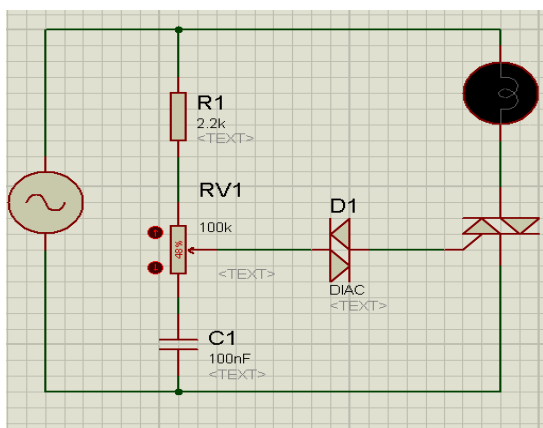 R1
2.2k
<TEXT>
RV1
100k
48%
<TEXT>
D1
DIAC
<TEXT>
C1
100nF
<TEXT>